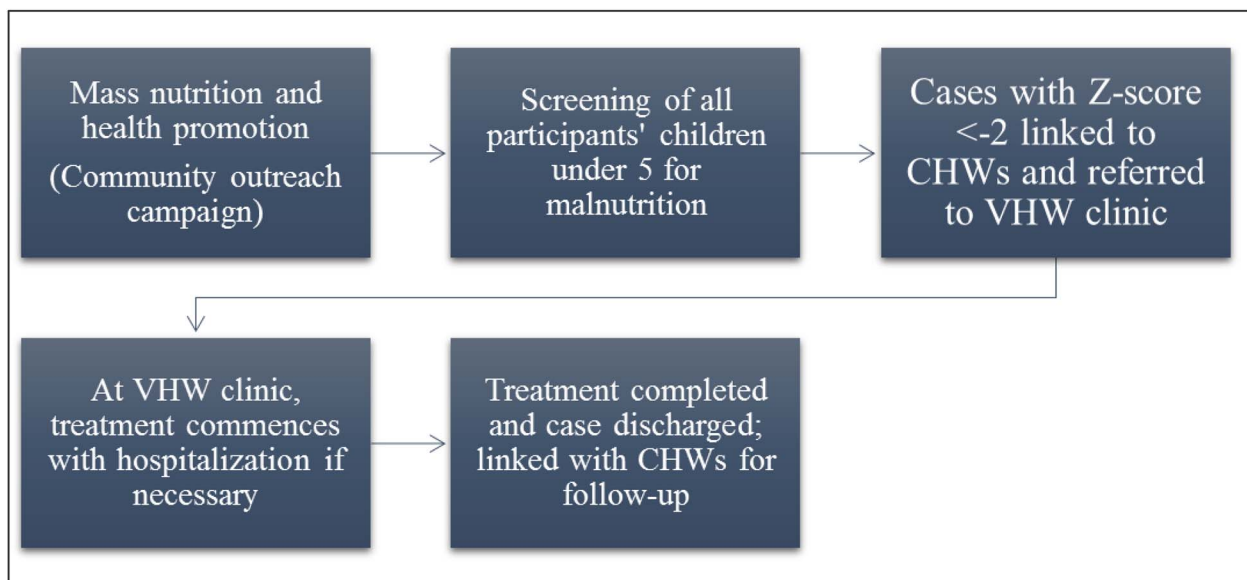 Mass nutrition and
health promotion
(Community outreach
campaign)
Screening of all
participants' children
under 5 for
malnutrition
Cases with Z-score
<-2 linked to
CHWs and referred
to VHW clinic
At VHW clinic,
treatment commences
with hospitalization if
necessary
Treatment completed
and case discharged;
linked with CHWs for
follow-up